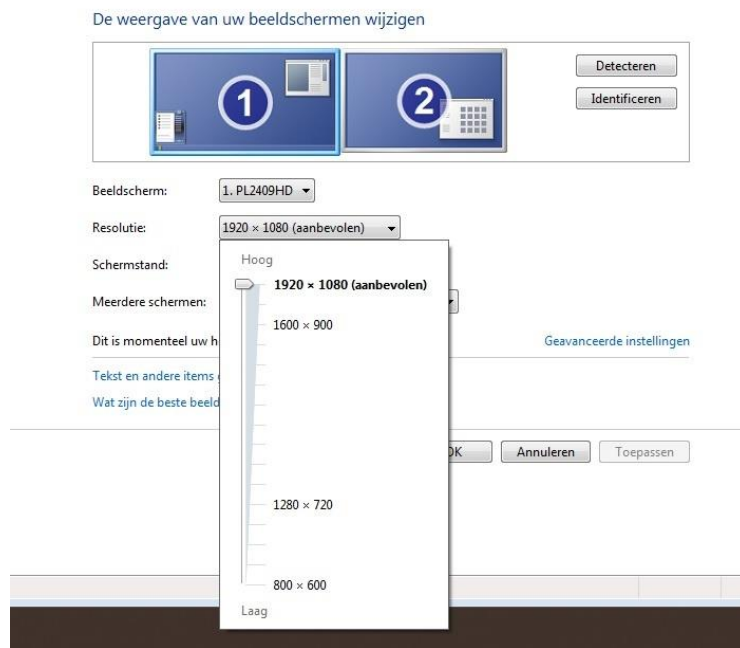 De weergave van uw beeldschermen wijzigen
1
2
Detecteren
Identificeren
Beeldscherm:
1. PL2409HD
Resolutie:
1920 × 1080 (aanbevolen)
Schermstand:
Meerdere schermen:
Hoog
1920 × 1080 (aanbevolen)
1600 × 900
1280 × 720
800 × 600
Laag
Dit is momenteel uw
Geavanceerde instellingen
Tekst en andere items
Wat zijn de beste
Annuleren
Toepassen